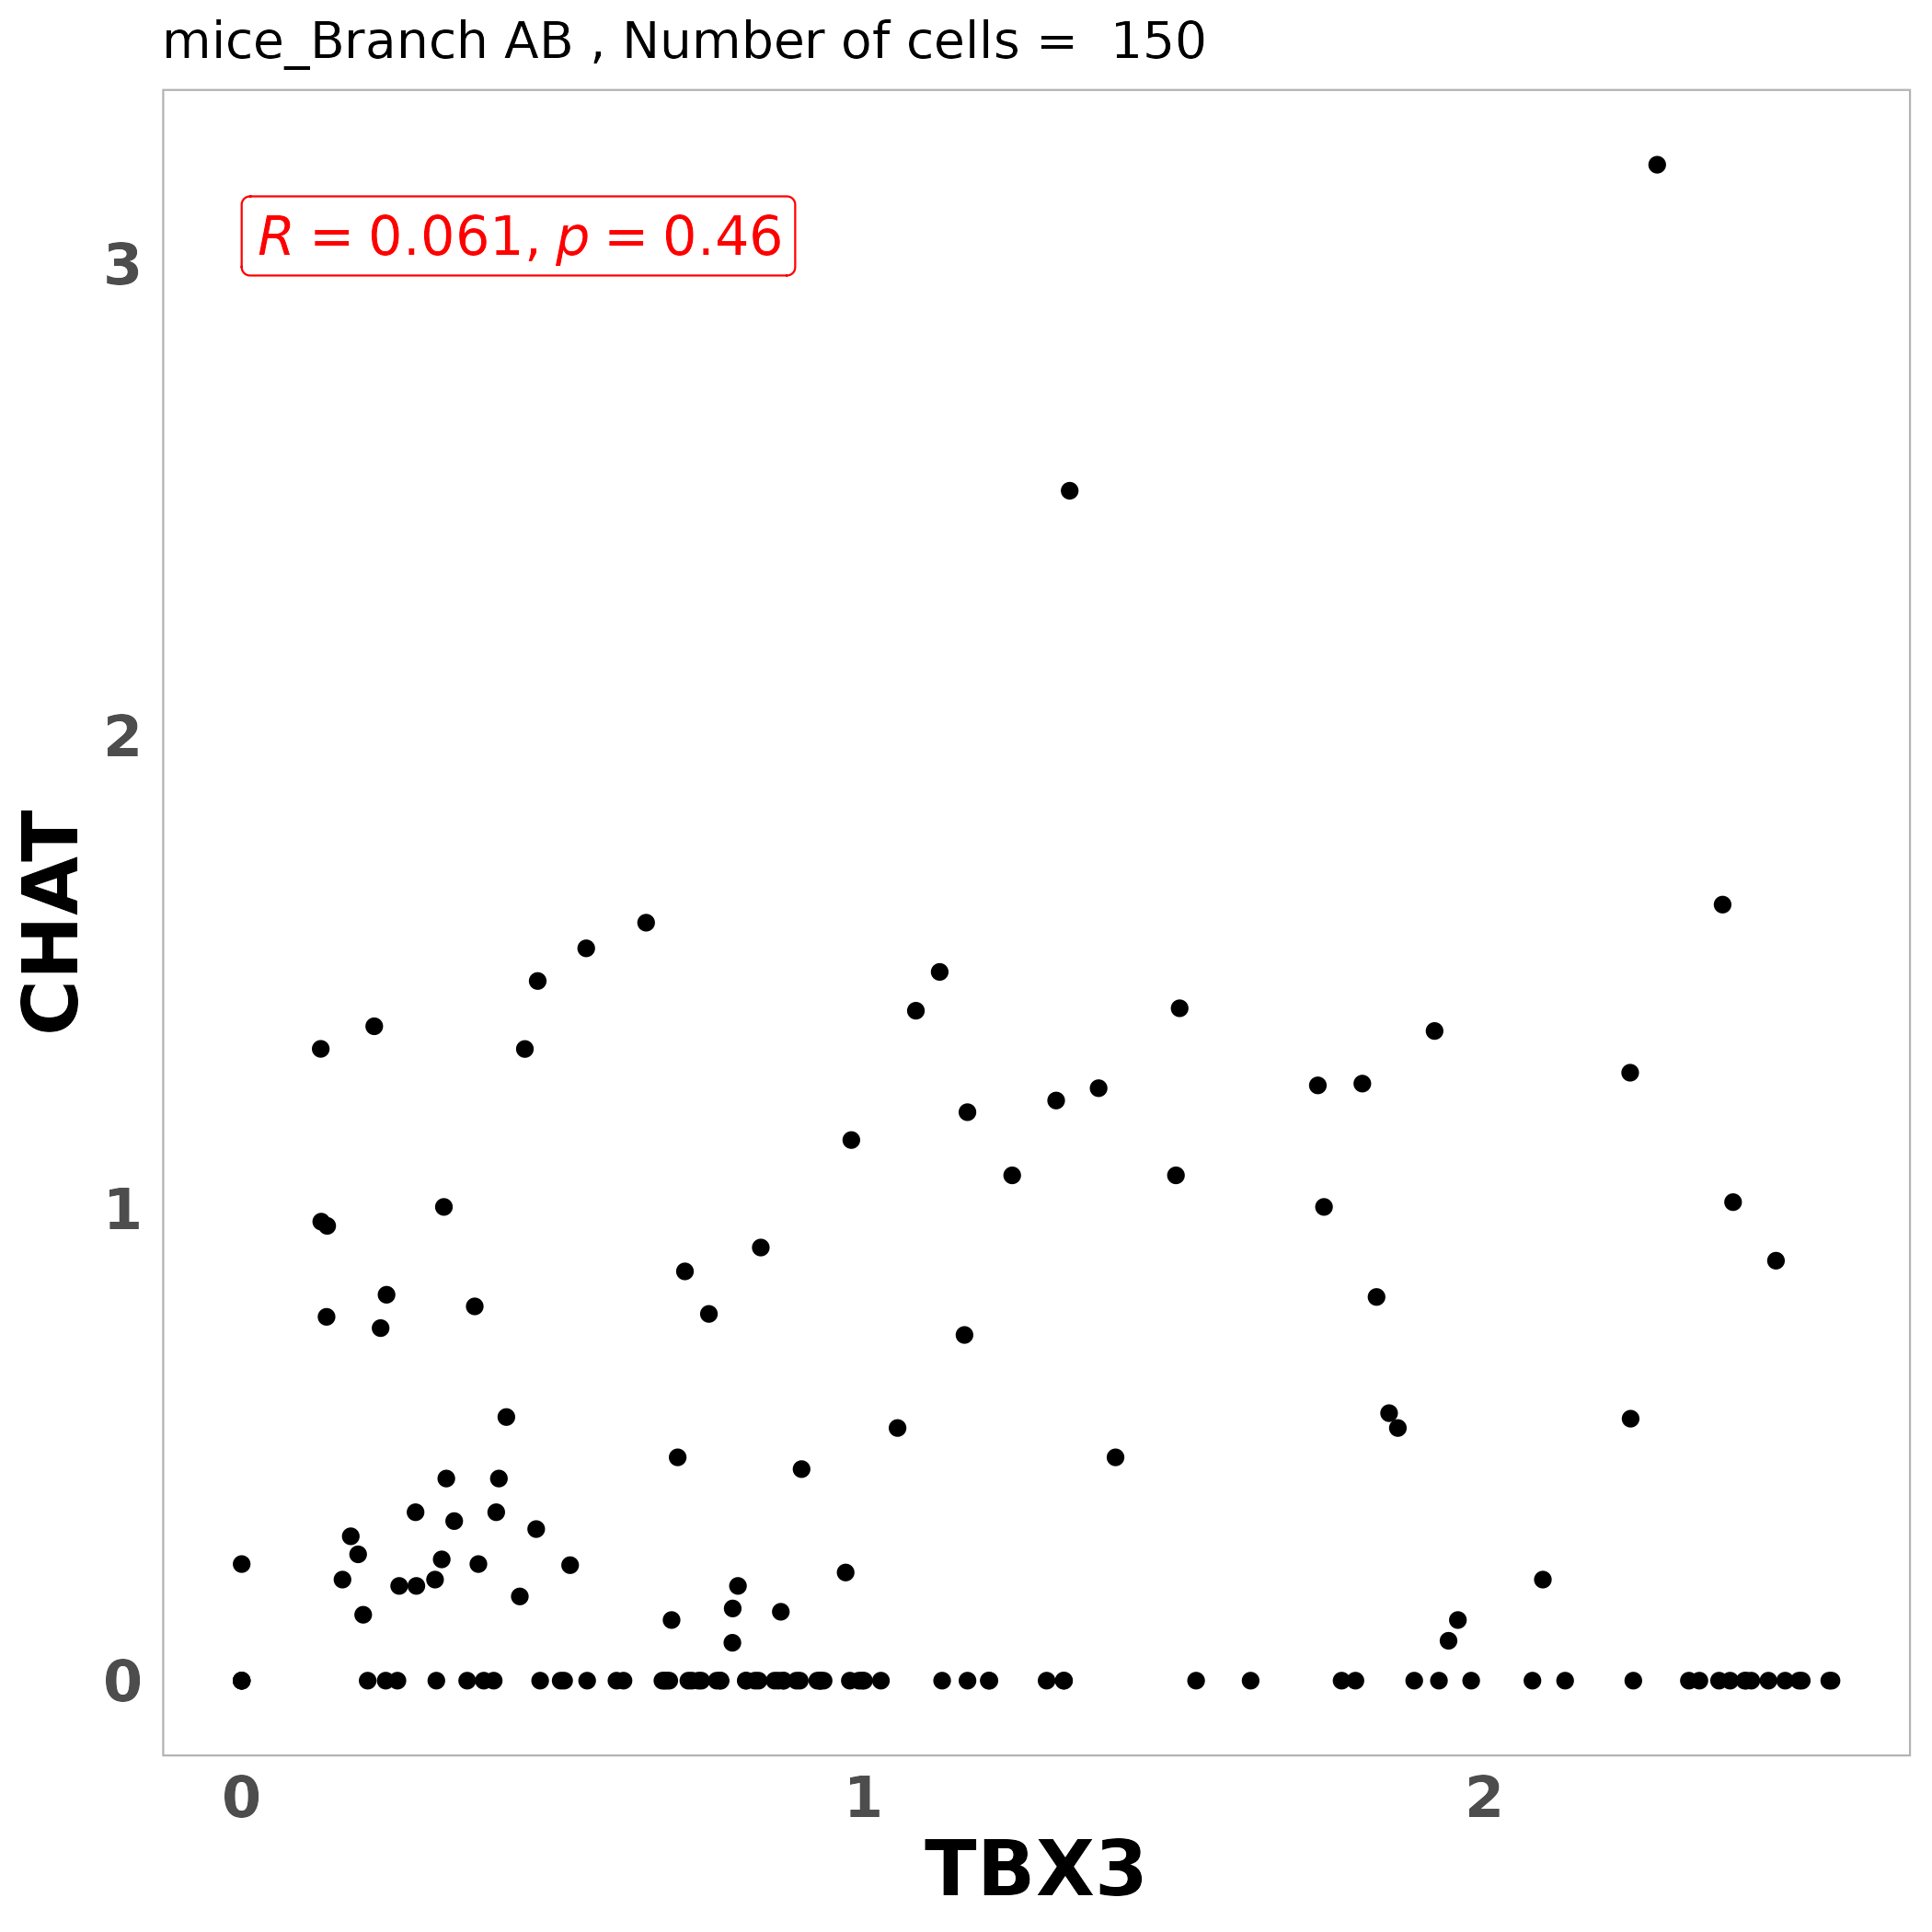 mice_Branch AB , Number of cells =  150
R = 0.061, p = 0.46
3
2
1
0
CHAT
0 1 2
TBX3